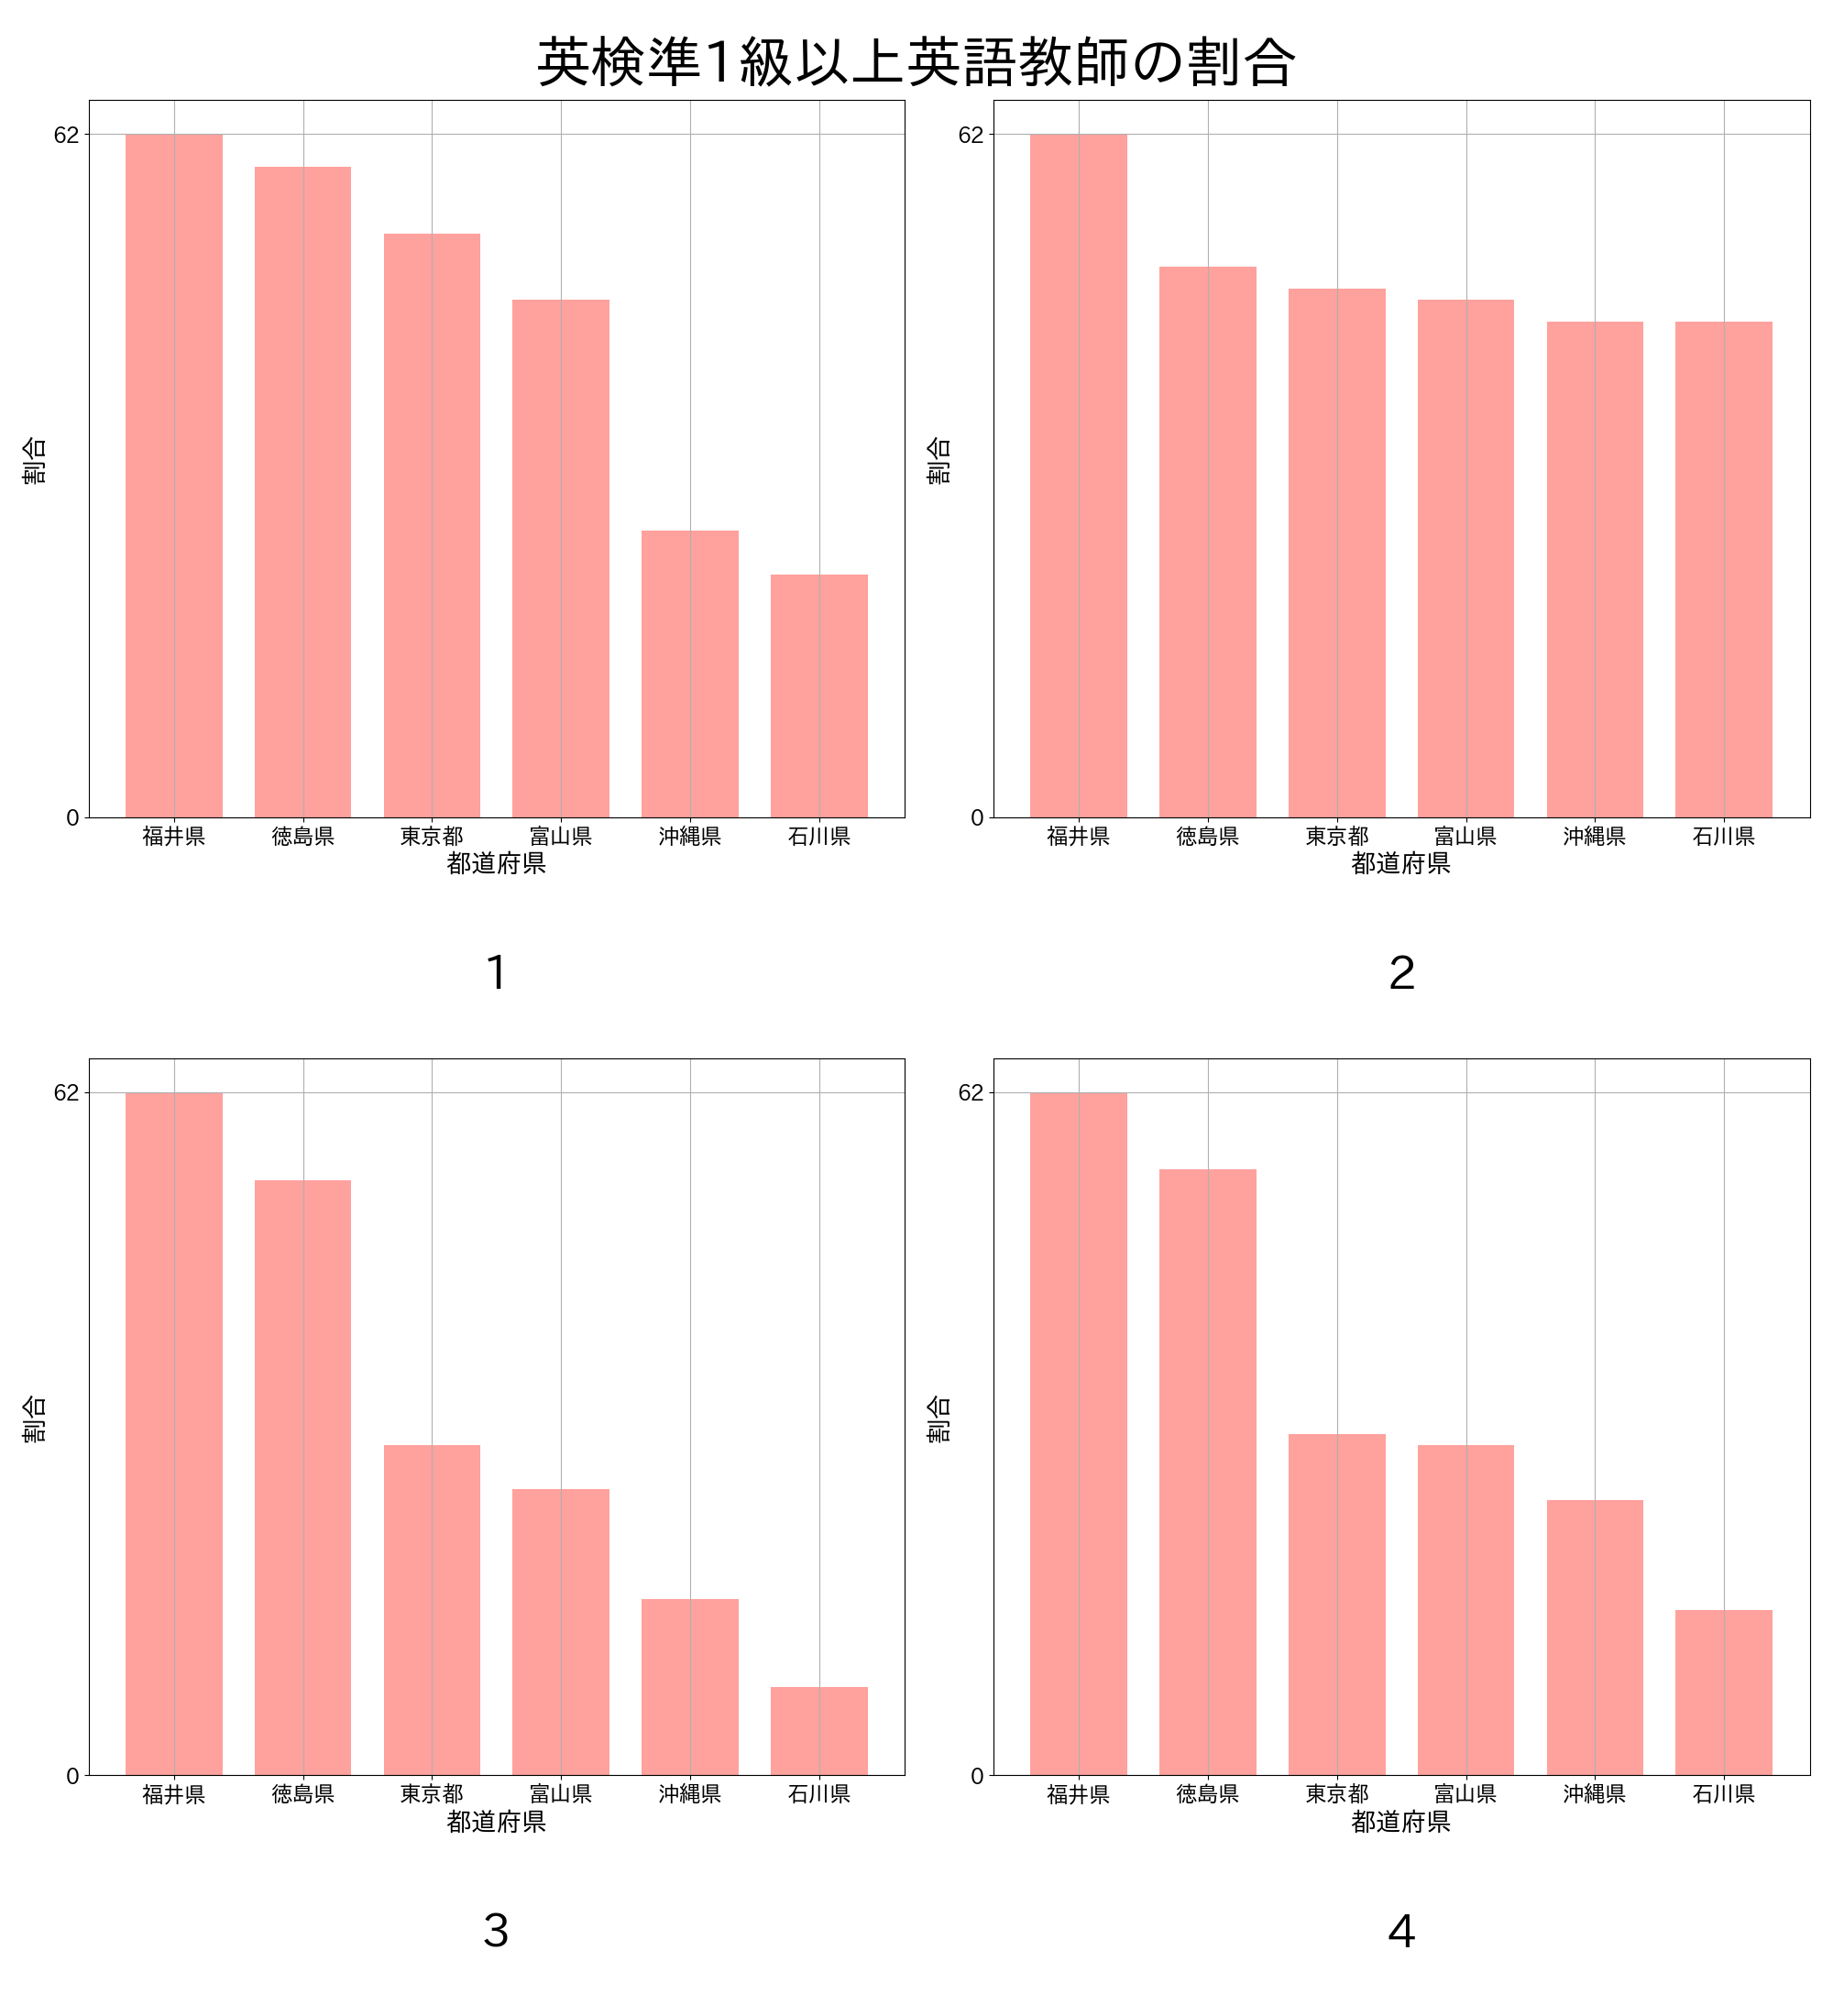 英検準1級以上英語教師の割合
62
0
割合
福井県 徳島県 東京都 富山県 沖縄県 石川県
都道府県
1
62
0
割合
福井県 徳島県 東京都 富山県 沖縄県 石川県
都道府県
2
62
0
割合
福井県 徳島県 東京都 富山県 沖縄県 石川県
都道府県
3
62
0
割合
福井県 徳島県 東京都 富山県 沖縄県 石川県
都道府県
4